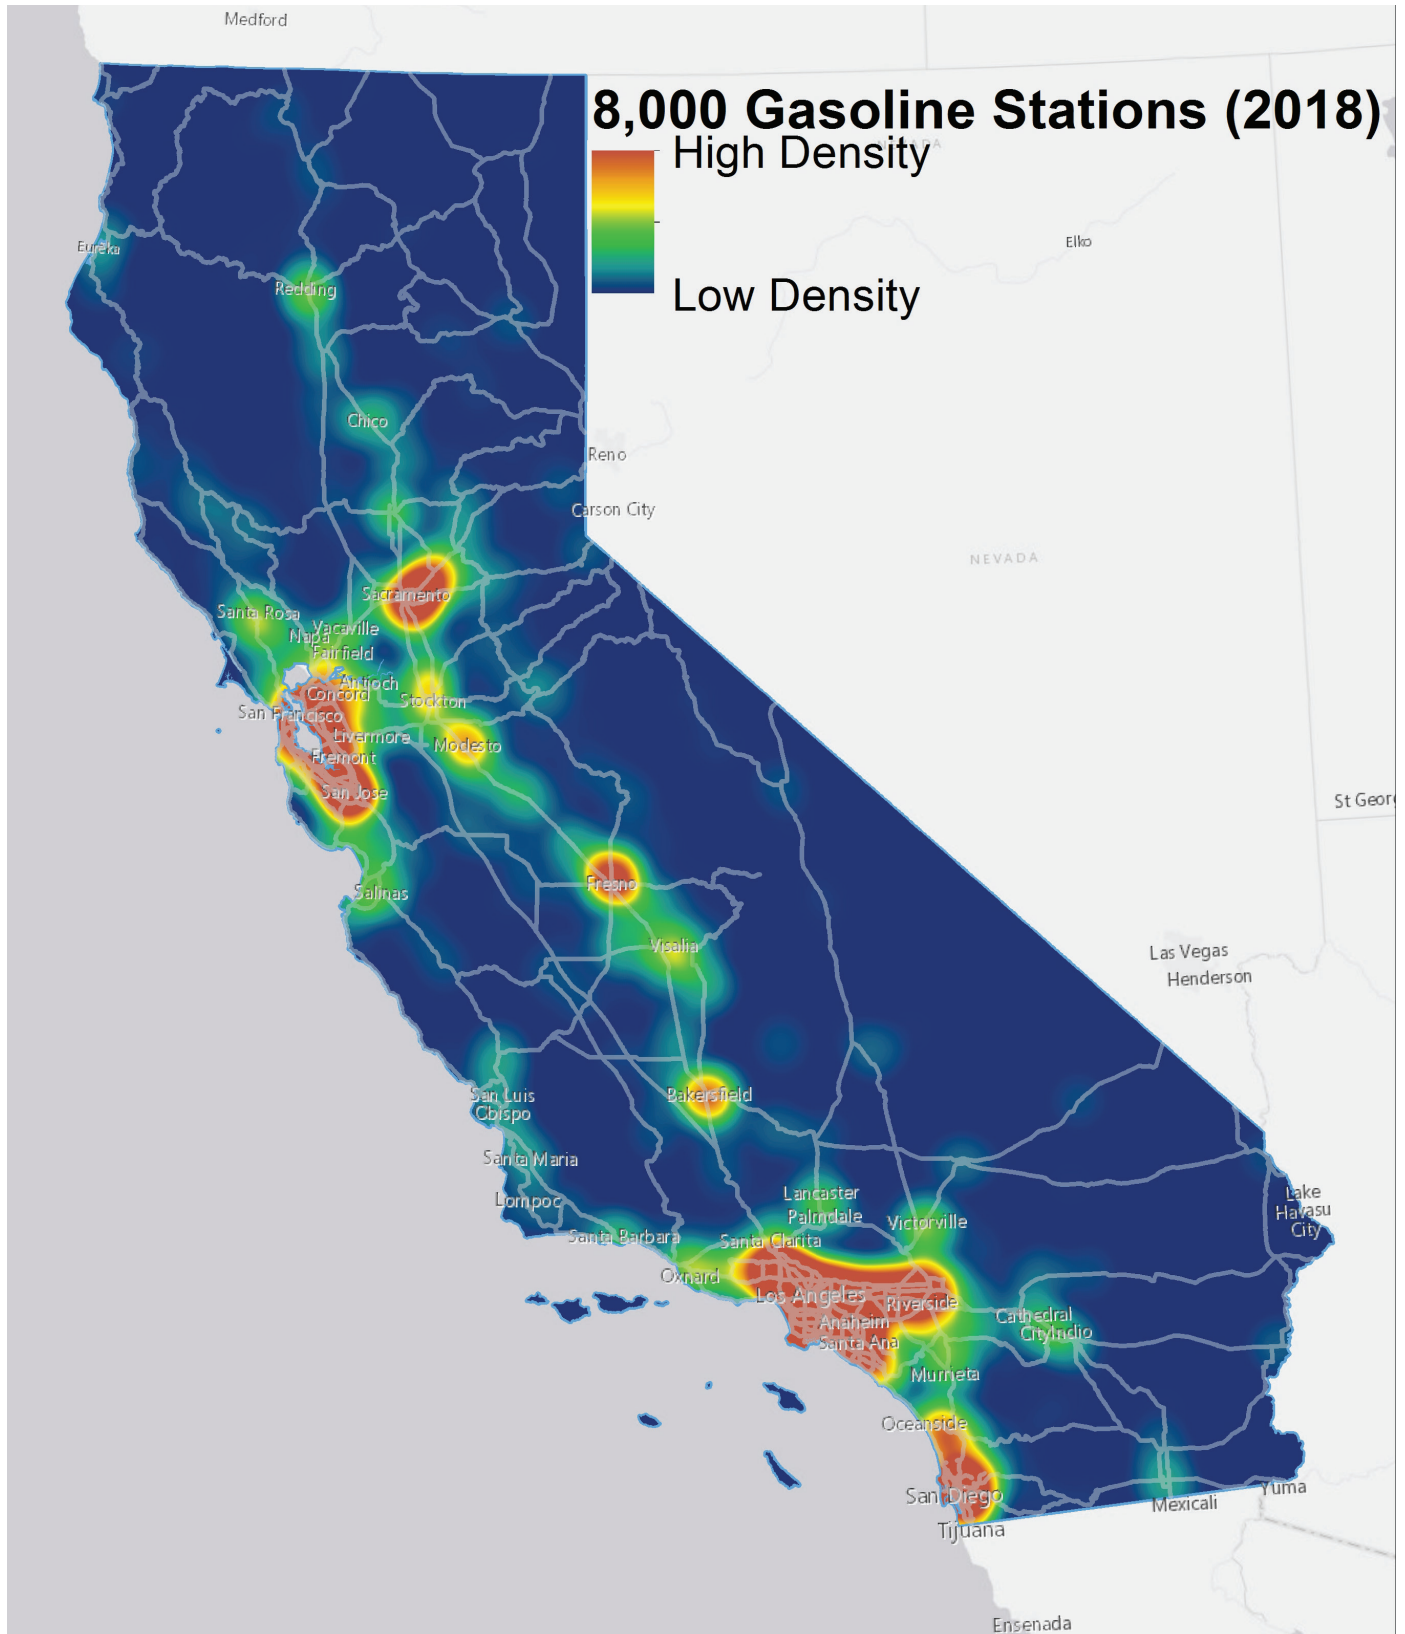 Medford
8,000 Gasoline Stations (2018)
High Density
Low Density
Eureka
Elko
Redding
Chico
Reno
Carson City
NEVADA
Sacramento
Santa Rosa
Vacaville
Napa
Fairfield
Antioch
Concord
Stockton
San Francisco
Livermore
Modesto
Fremont
San Jose
St Geor
Fresno
Salinas
Visalia
Las Vegas
Henderson
Bakersfield
San Luis
Obispo
Santa Maria
Lancaster
Lake
Havasu
City
Lompoc
Palmdale
Victorville
Santa Barbara
Santa Clarita
Oxnard
Los Angeles
Riverside
Cathedral
City
Indio
Anaheim
Santa Ana
Murrieta
Oceanside
San Diego
Yuma
Mexicali
Tijuana
Ensenada